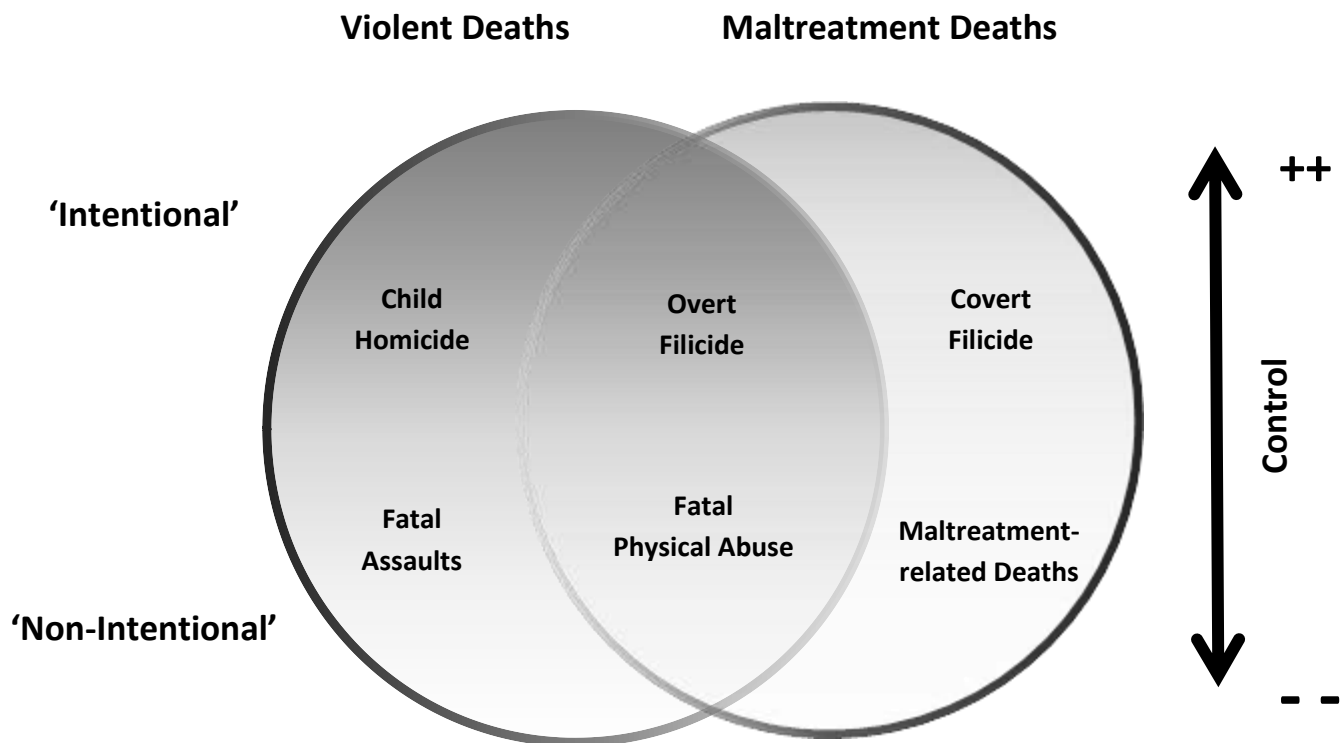 Violent Deaths
Maltreatment Deaths
++
‘Intentional’
Child
Homicide
Overt
Filicide
Covert
Filicide
Control
Fatal
Assaults
Fatal
Physical Abuse
Maltreatment-
related Deaths
‘Non-Intentional’
- -